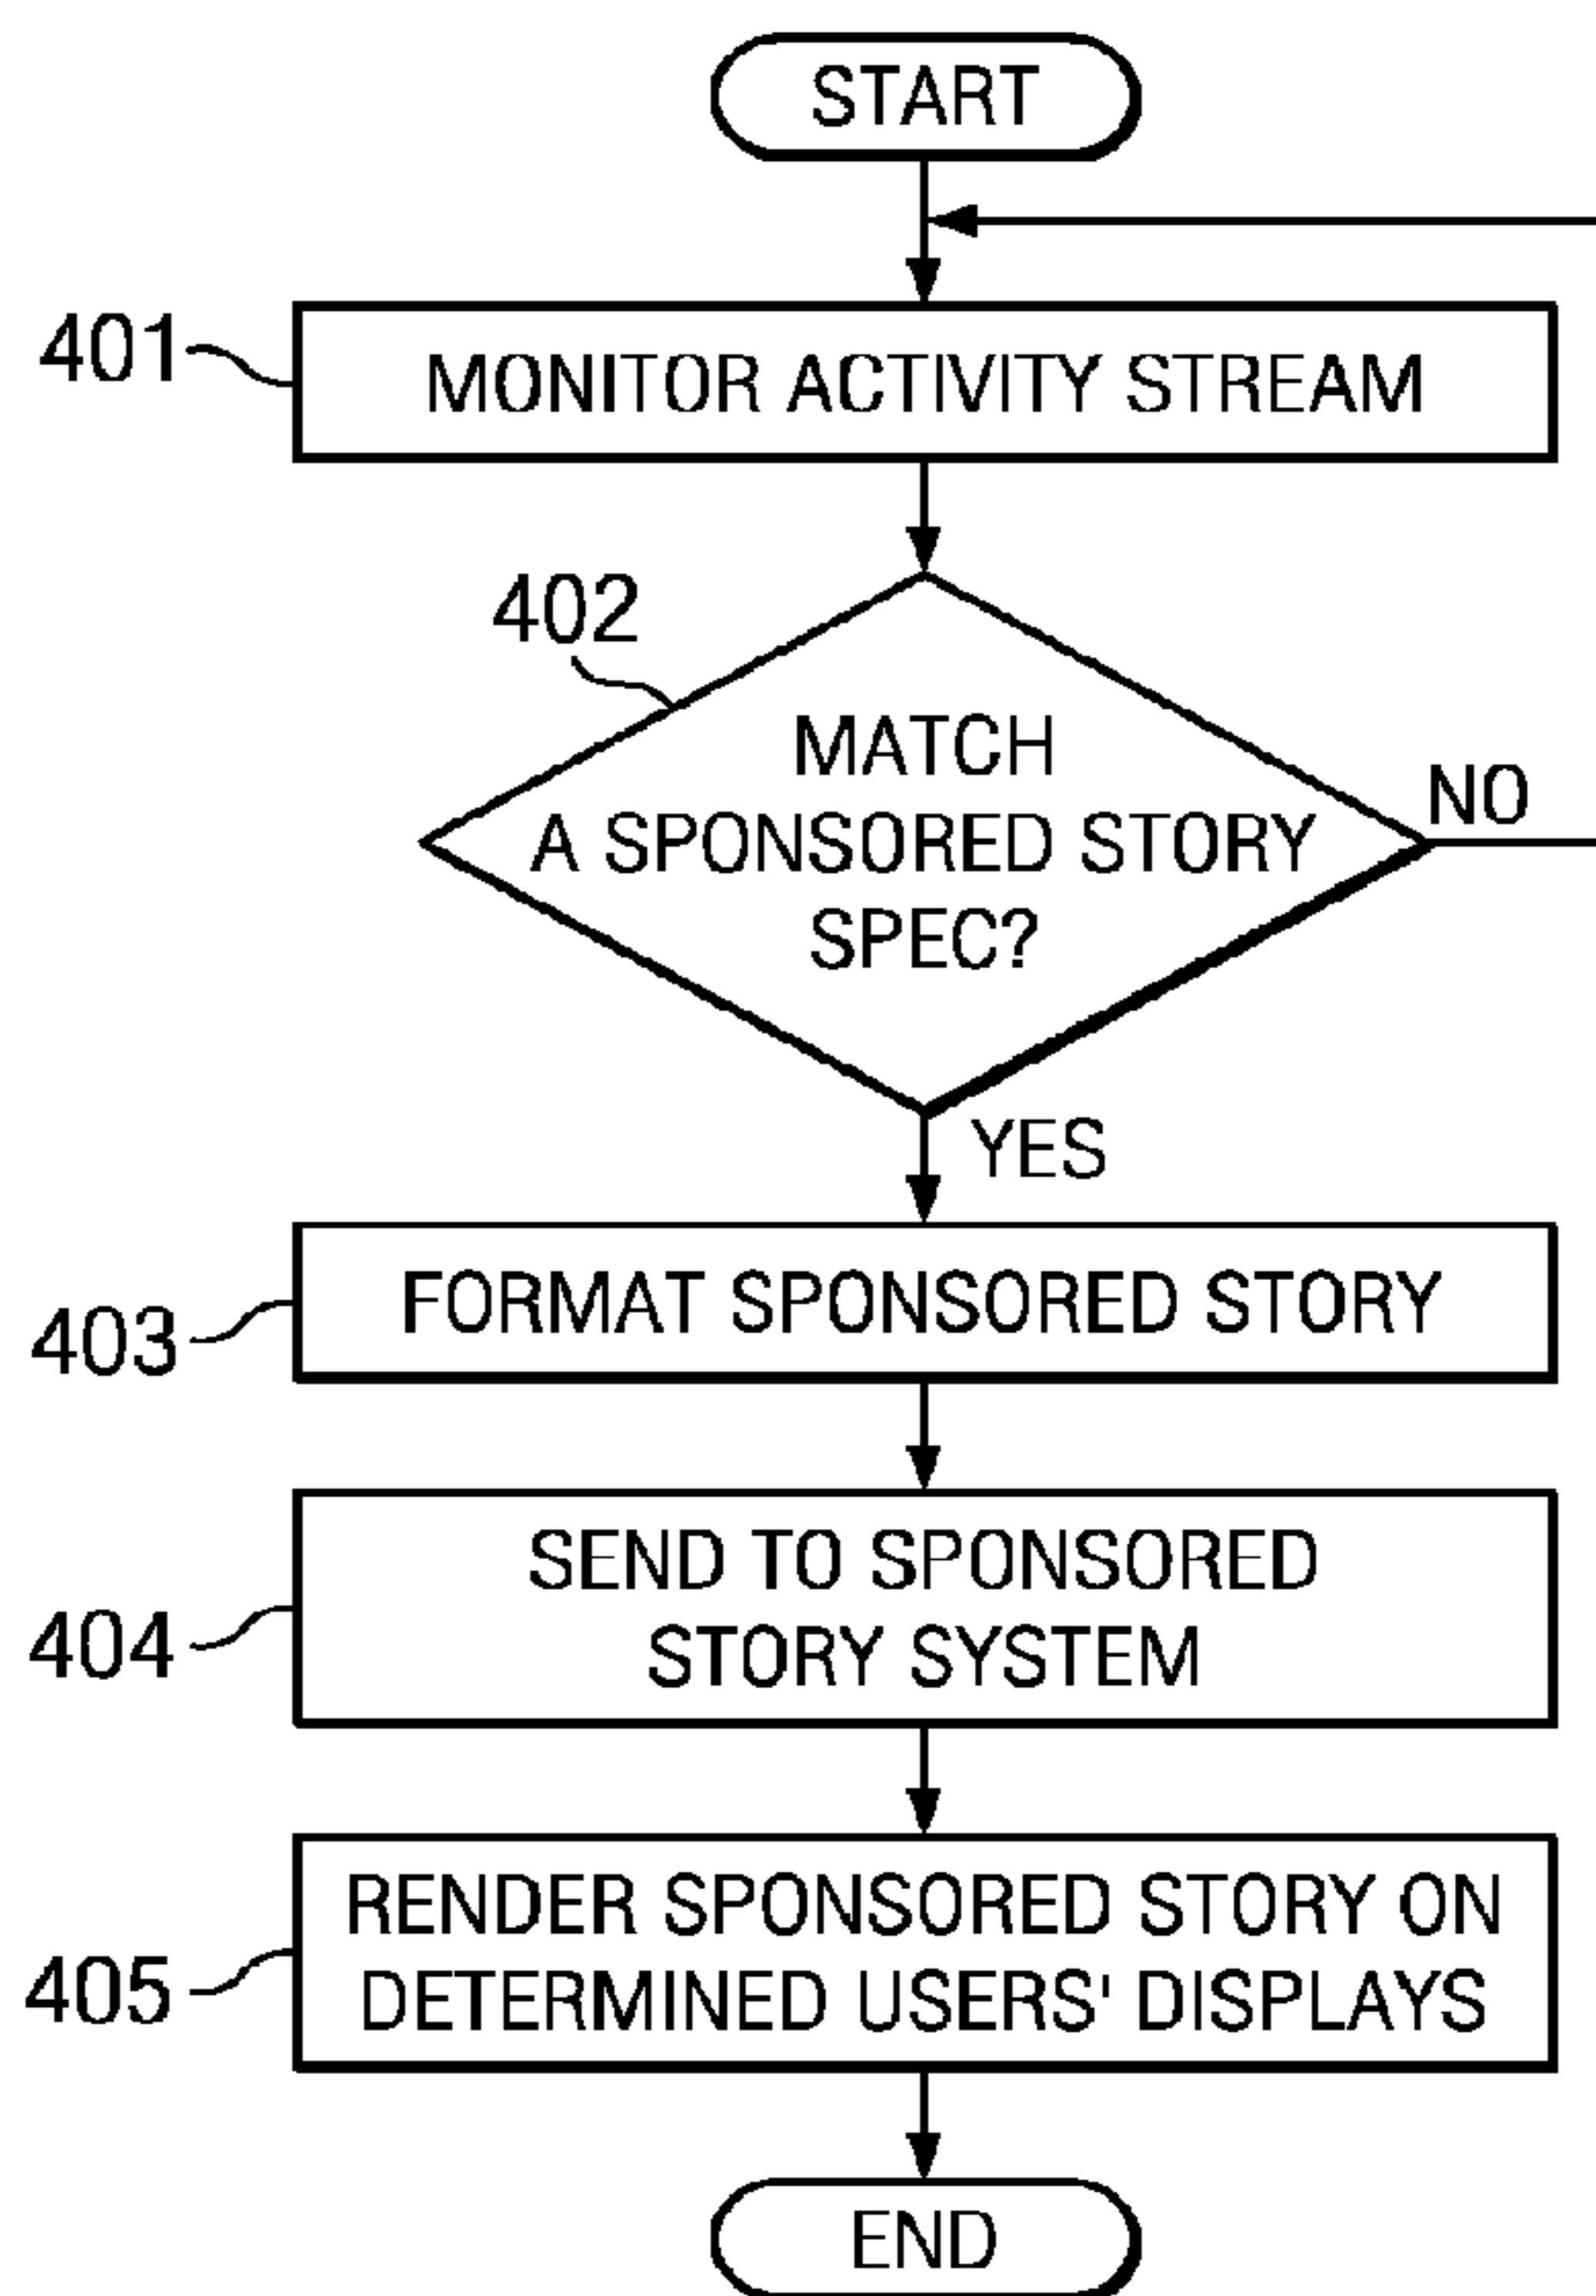 START
401
MONITOR ACTIVITY STREAM
402
MATCH
A SPONSORED STORY
SPEC?
NO
YES
403
FORMAT SPONSORED STORY
404
SEND TO SPONSORED
STORY SYSTEM
405
RENDER SPONSORED STORY ON
DETERMINED USERS' DISPLAYS
END